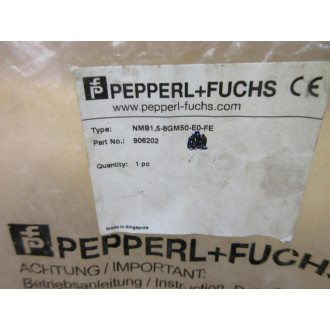 PEPPERL+FUCHS CE
www.pepperl-fuchs.com
Type: NMB1,5-8GM50-E0-FE
Part No.: 906202
Quantity: 1 pc
Made in Singapore
PEPPERL+FUCHS
ACHTUNG / IMPORTANT:
Betriebsanleitung / Instruction